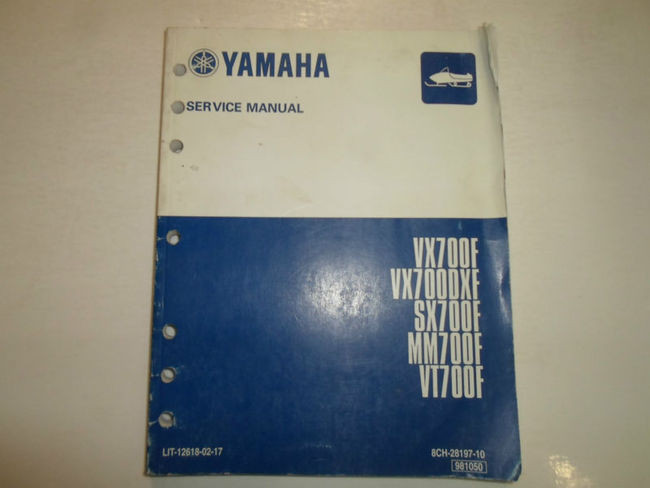 YAMAHA
SERVICE MANUAL
VX700F
VX700DXF
SX700F
MM700F
VT700F
LIT-12618-02-17
8CH-28197-10
981050